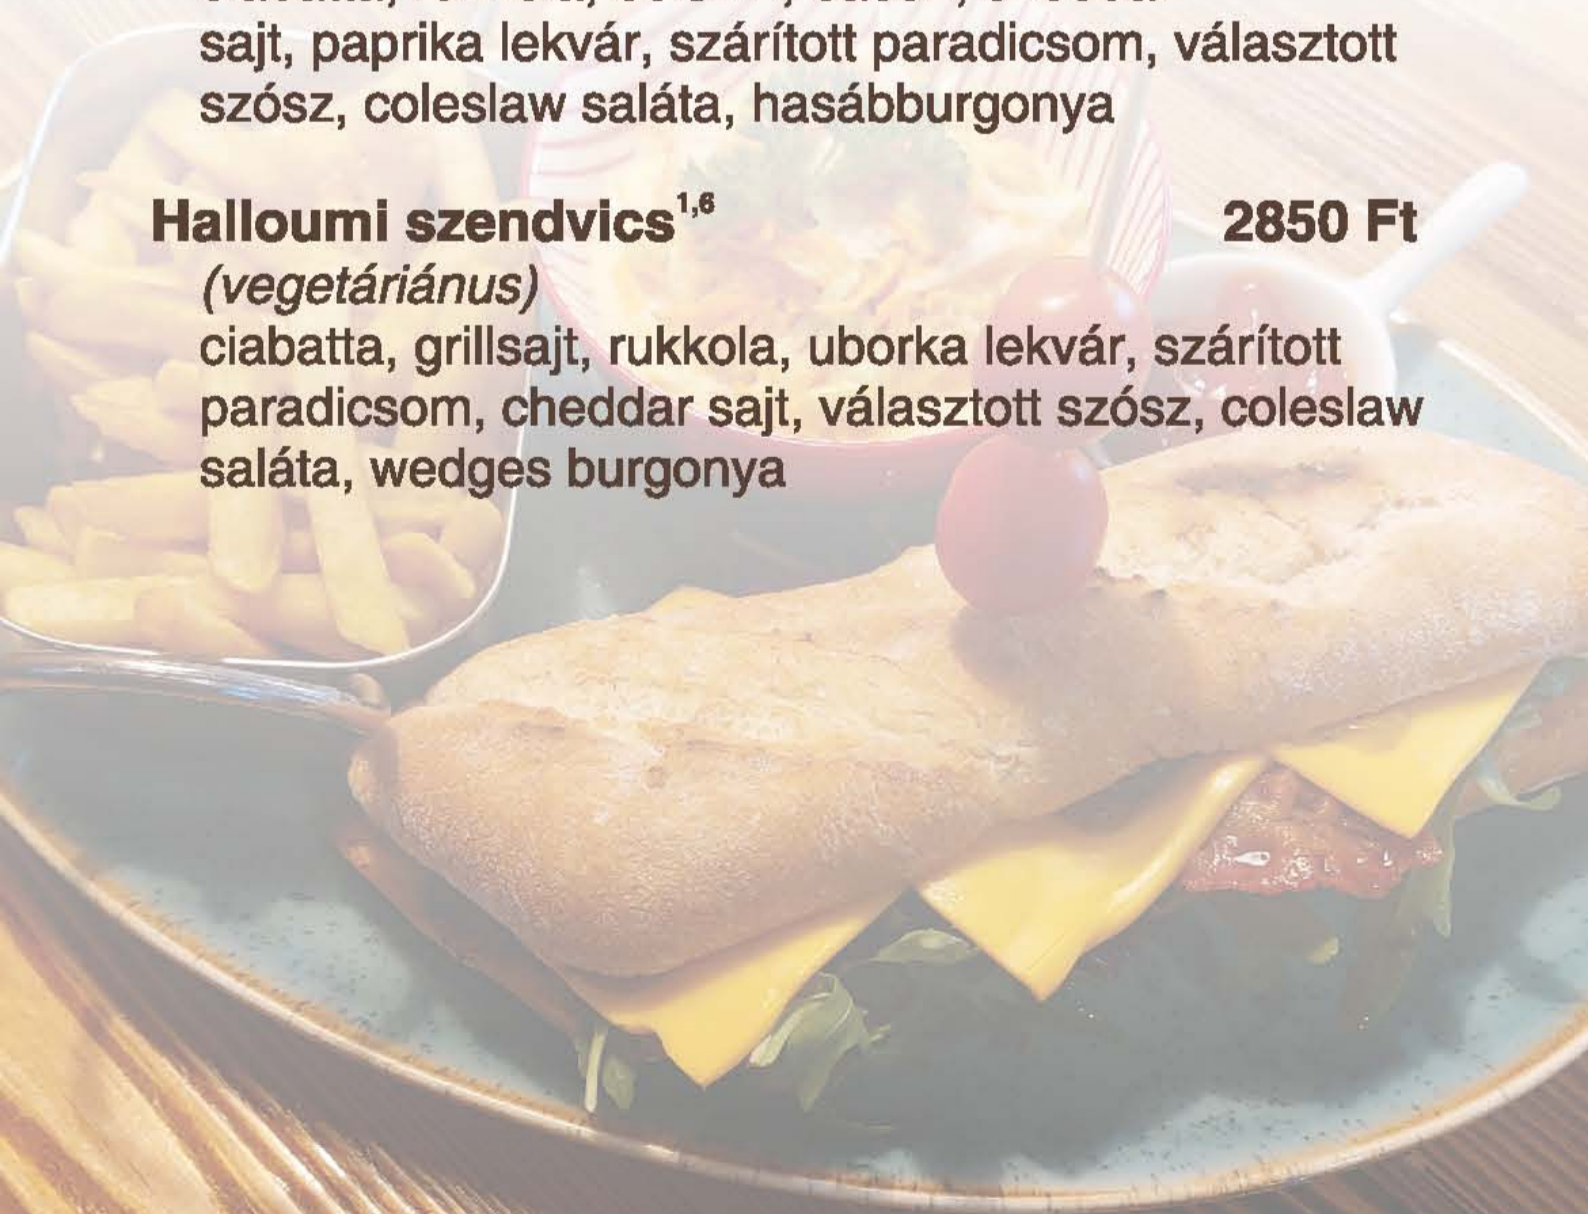 sajt, paprika lekvár, szárított paradicsom, választott
szósz, coleslaw saláta, hasábburgonya
Halloumi szendvics1,6 2850 Ft
(vegetáriánus)
ciabatta, grillsajt, rukkola, uborka lekvár, szárított
paradicsom, cheddar sajt, választott szósz, coleslaw
saláta, wedges burgonya